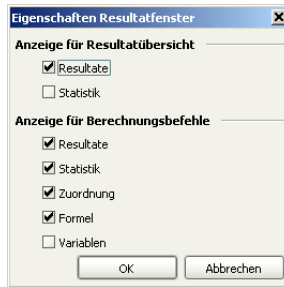 Eigenschaften Resultatfenster
Anzeige für Resultatübersicht
Resultate
Statistik
Anzeige für Berechnungsbefehle
Resultate
Statistik
Zuordnung
Formel
Variablen
OK Abbrechen